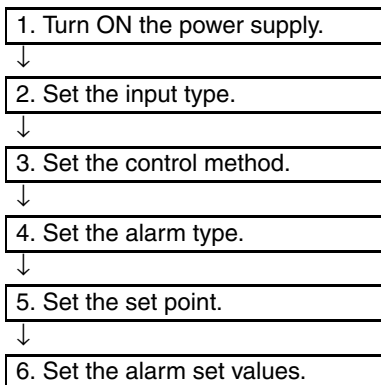 1. Turn ON the power supply.
↓
2. Set the input type.
↓
3. Set the control method.
↓
4. Set the alarm type.
↓
5. Set the set point.
↓
6. Set the alarm set values.